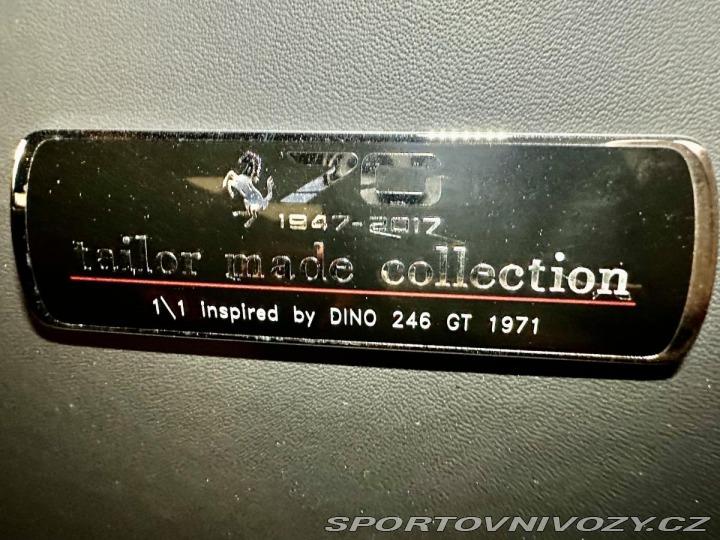 70
1947-2017
tailor made collection
1\1 inspired by DINO 246 GT 1971
SPORTOVNIVOZY.CZ